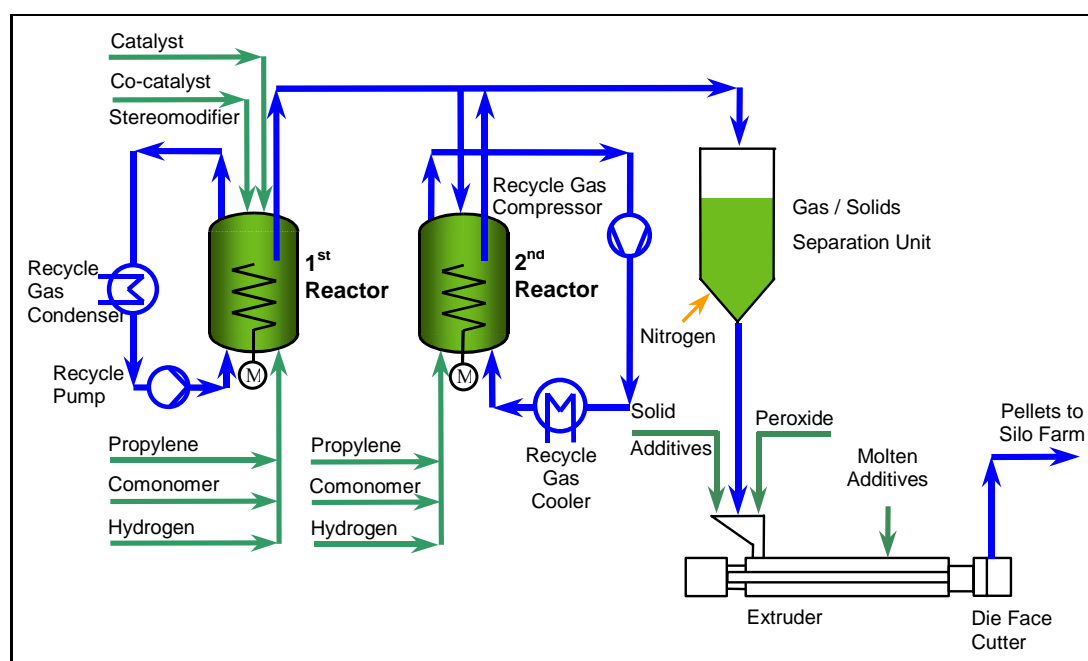 Catalyst
Co-catalyst
Stereomodifier
Recycle Gas
Compressor
Gas / Solids
Separation Unit
1st
Reactor
2nd
Reactor
Recycle
Gas
Condenser
Nitrogen
Recycle
Pump
M
M
Solid
Additives
Peroxide
Pellets to
Silo Farm
Propylene
Comonomer
Hydrogen
Propylene
Comonomer
Hydrogen
Recycle
Gas
Cooler
Molten
Additives
Extruder
Die Face
Cutter